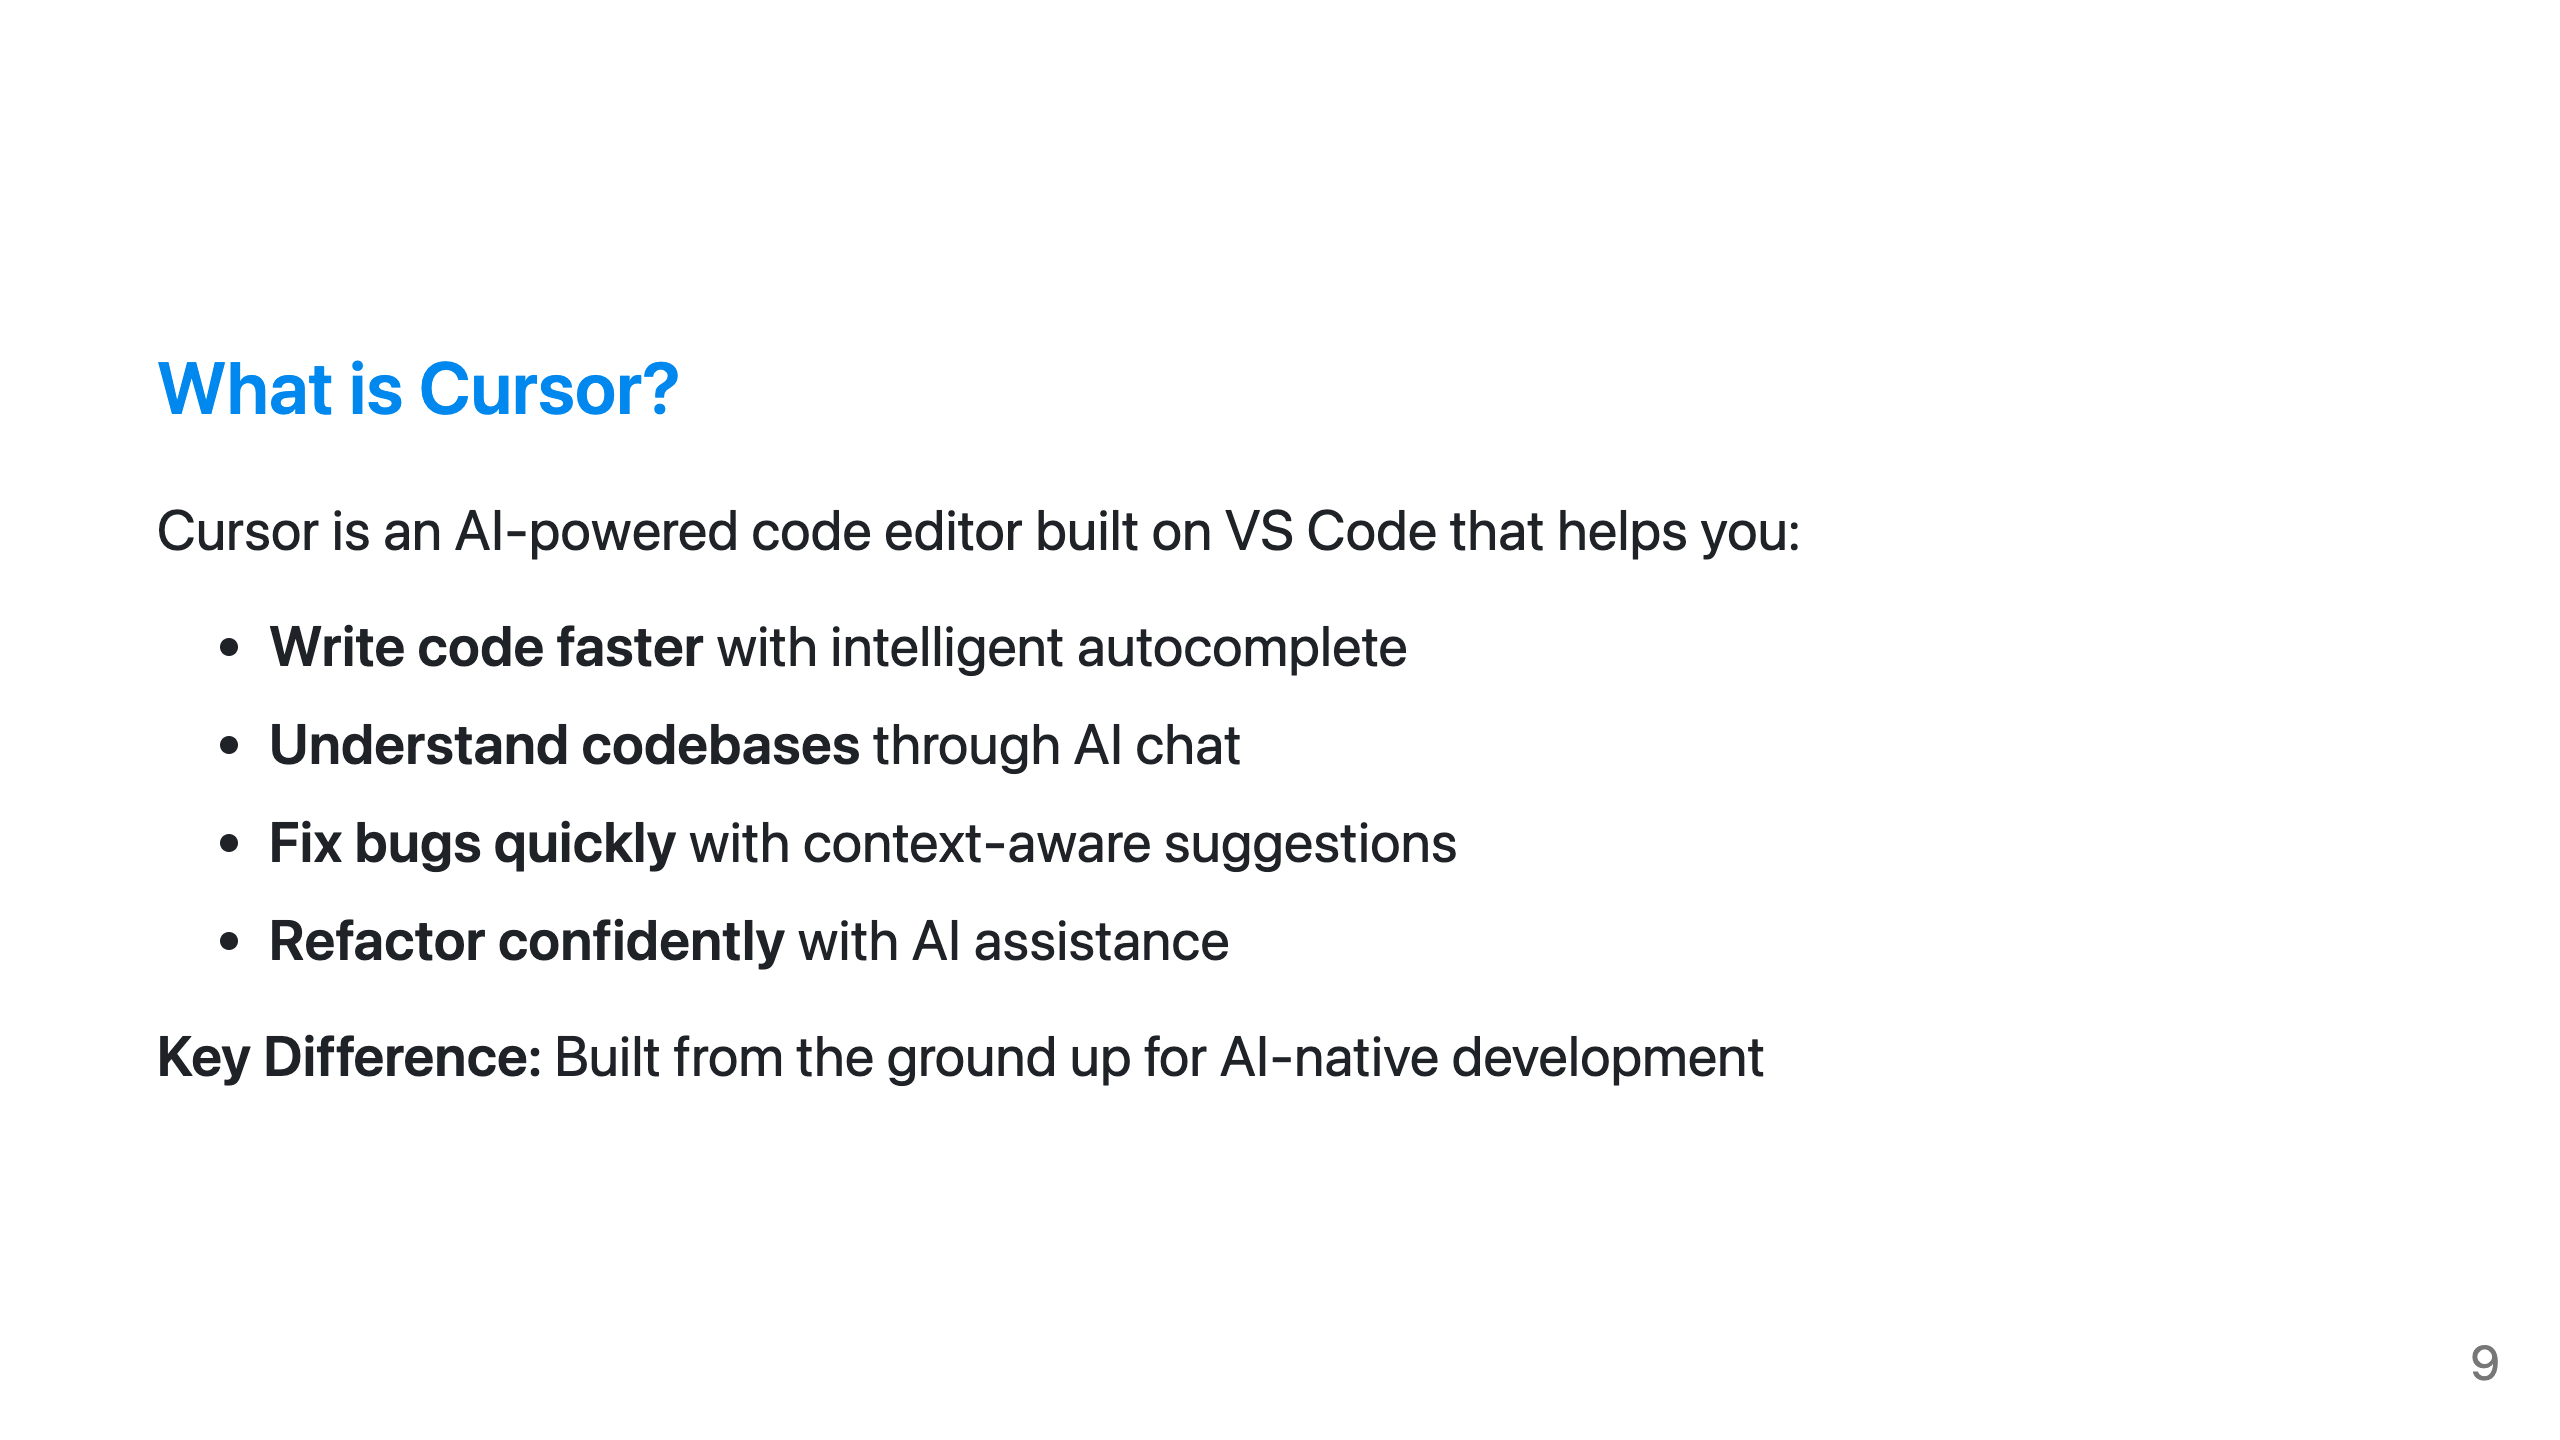 What is Cursor?
Cursor is an AI-powered code editor built on VS Code that helps you:
• Write code faster with intelligent autocomplete
• Understand codebases through AI chat
• Fix bugs quickly with context-aware suggestions
• Refactor confidently with AI assistance
Key Difference: Built from the ground up for AI-native development
9